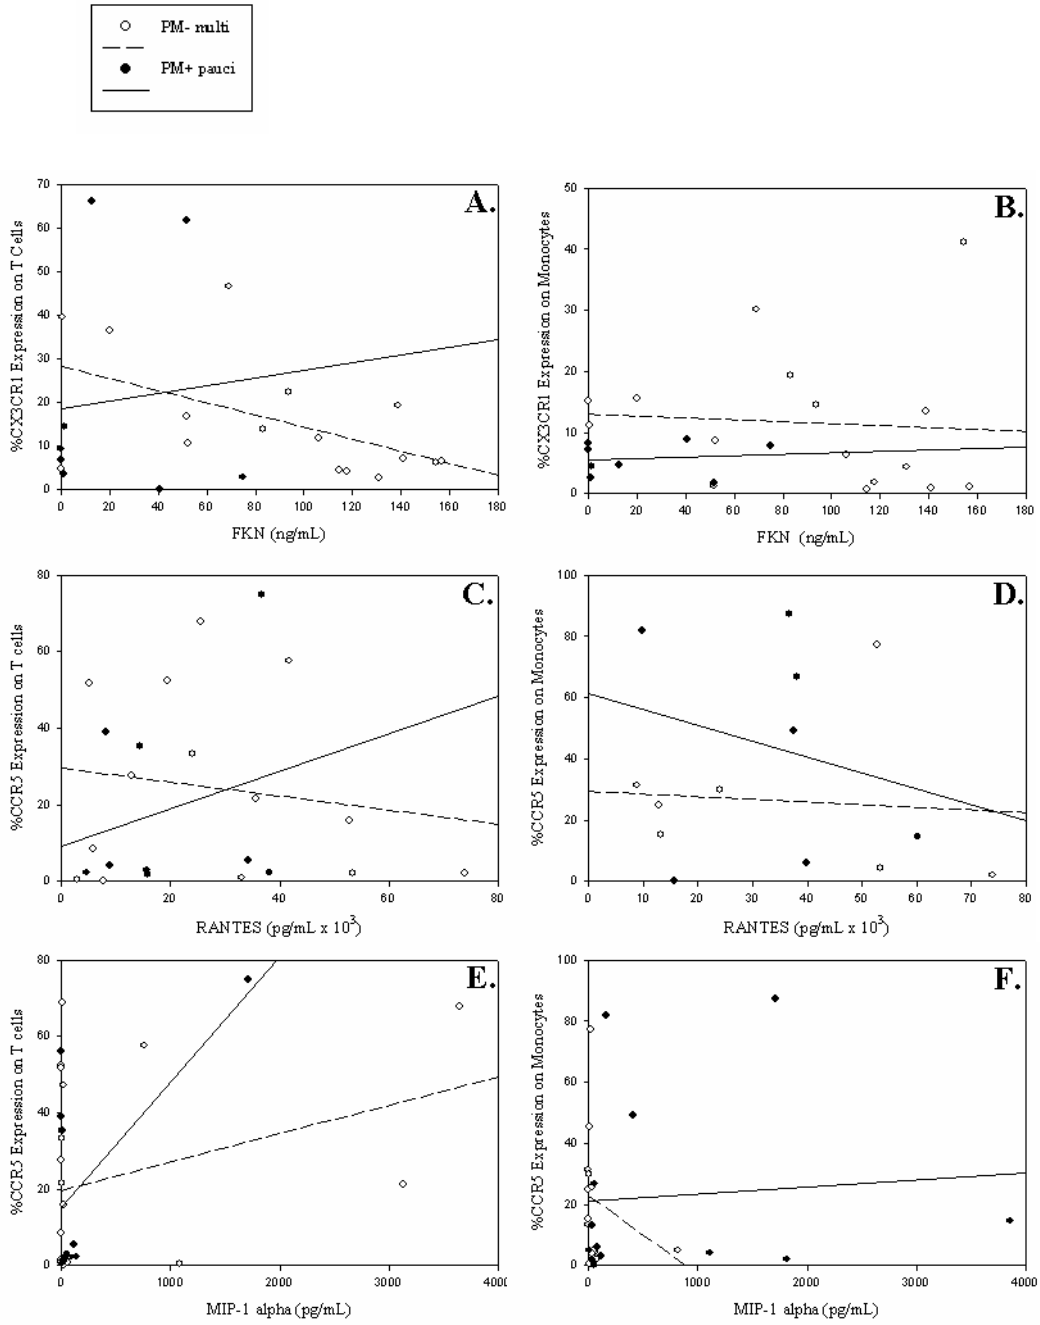 PM- multi
PM+ pauci
A.
%CX3CR1 Expression on T Cells
70
60
50
40
30
20
10
0
0 20 40 60 80 100 120 140 160 180
FKN (ng/mL)
B.
%CX3CR1 Expression on Monocytes
50
40
30
20
10
0
0 20 40 60 80 100 120 140 160 180
FKN (ng/mL)
C.
%CCR5 Expression on T cells
80
60
40
20
0
0 20 40 60 80
RANTES (pg/mL x 10³)
D.
%CCR5 Expression on Monocytes
100
80
60
40
20
0
0 10 20 30 40 50 60 70 80
RANTES (pg/mL x 10³)
E.
%CCR5 Expression on T cells
80
60
40
20
0
0 1000 2000 3000 4000
MIP-1 alpha (pg/mL)
F.
%CCR5 Expression on Monocytes
100
80
60
40
20
0
0 1000 2000 3000 4000
MIP-1 alpha (pg/mL)